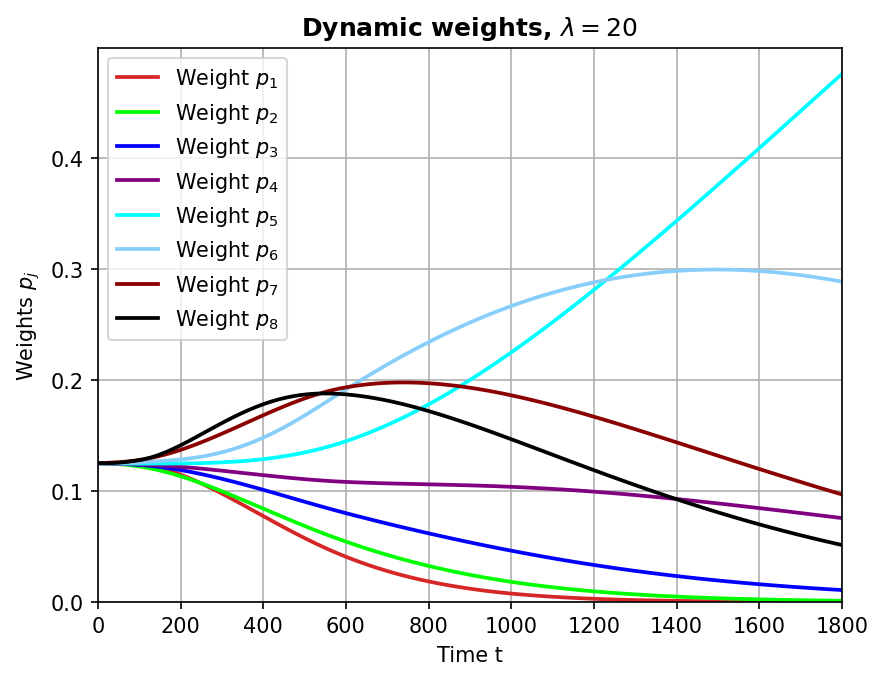 Dynamic weights, λ = 20
Weight p₁
Weight p₂
Weight p₃
Weight p₄
Weight p₅
Weight p₆
Weight p₇
Weight p₈
Weights pⱼ
0.4
0.3
0.2
0.1
0.0
0 200 400 600 800 1000 1200 1400 1600 1800
Time t